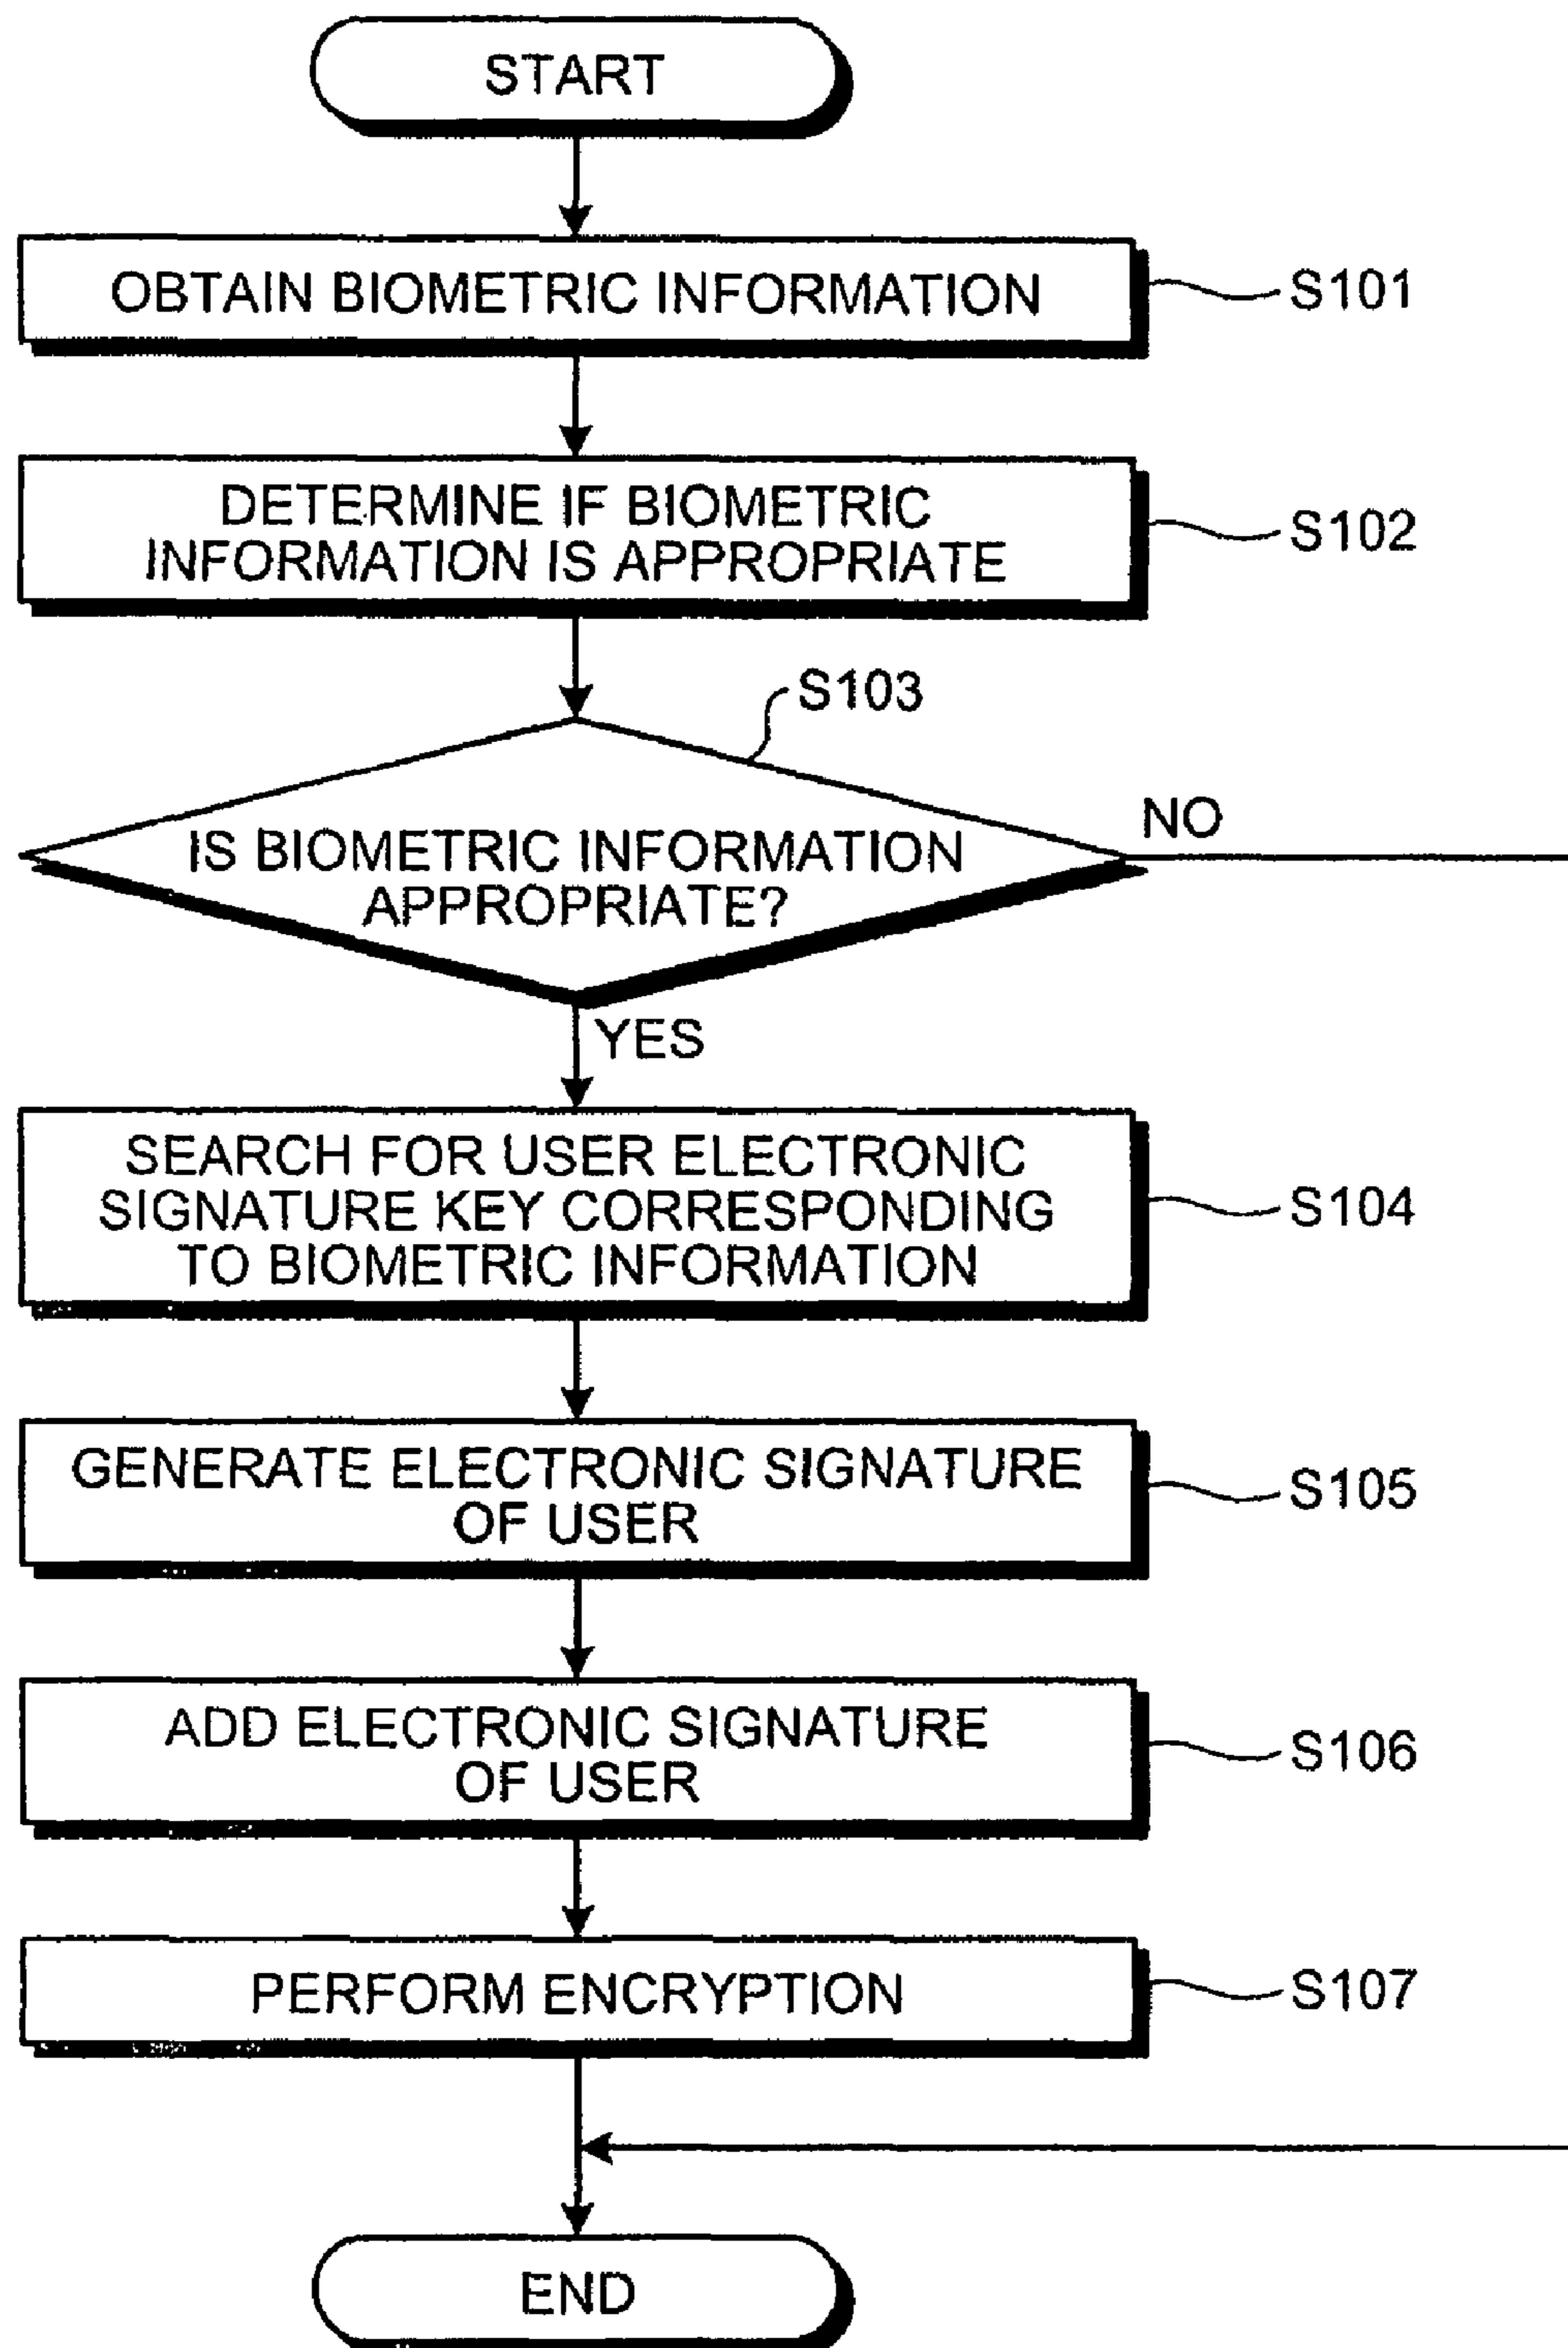 START
OBTAIN BIOMETRIC INFORMATION
S101
DETERMINE IF BIOMETRIC
INFORMATION IS APPROPRIATE
S102
S103
IS BIOMETRIC INFORMATION
APPROPRIATE?
NO
YES
SEARCH FOR USER ELECTRONIC
SIGNATURE KEY CORRESPONDING
TO BIOMETRIC INFORMATION
S104
GENERATE ELECTRONIC SIGNATURE
OF USER
S105
ADD ELECTRONIC SIGNATURE
OF USER
S106
PERFORM ENCRYPTION
S107
END